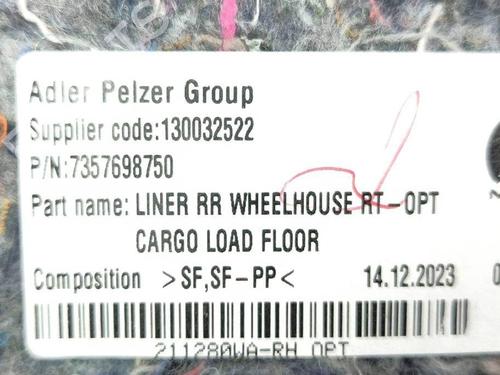 Adler Pelzer Group
Supplier code:130032522
P/N:7357698750
Part name: LINER RR WHEELHOUSE RT-OPT
CARGO LOAD FLOOR
Composition >SF,SF-PP< 14.12.2023
211280WA-RH OPT